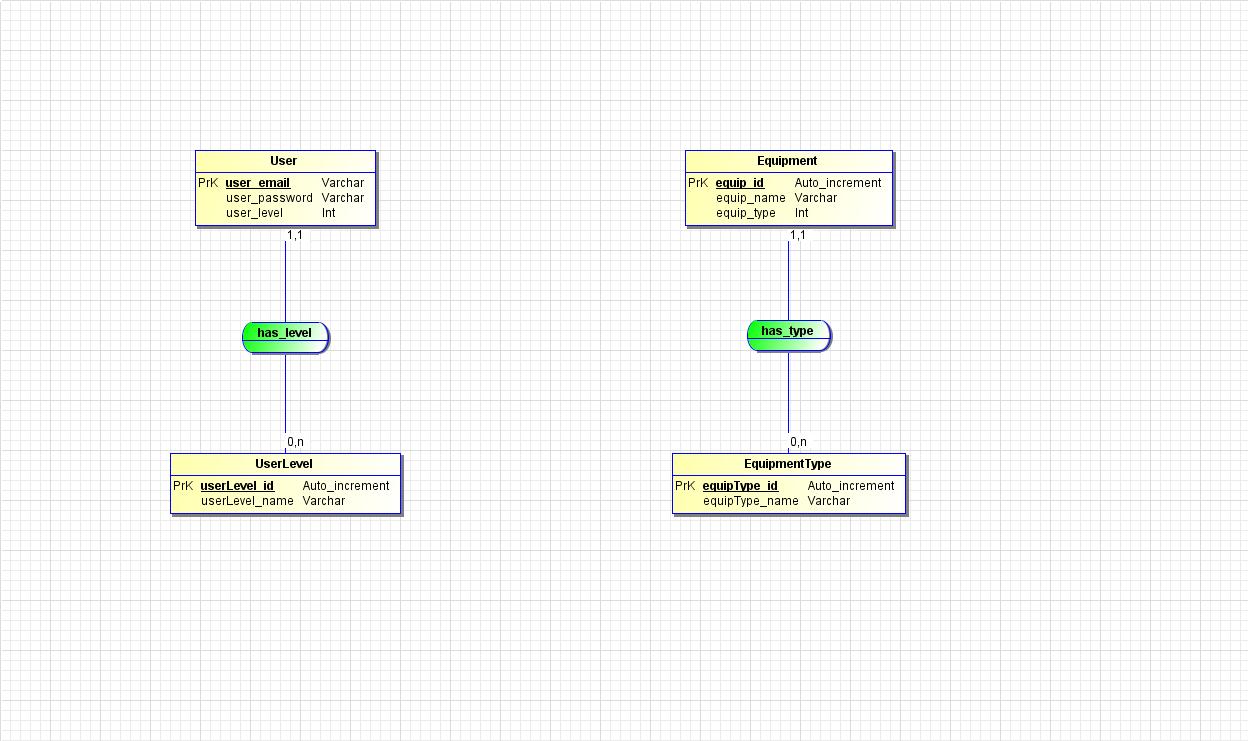 User
PrK user_email Varchar
user_password Varchar
user_level Int
1,1
has_level
0,n
UserLevel
PrK userLevel_id Auto_increment
userLevel_name Varchar
Equipment
PrK equip_id Auto_increment
equip_name Varchar
equip_type Int
1,1
has_type
0,n
EquipmentType
PrK equipType_id Auto_increment
equipType_name Varchar